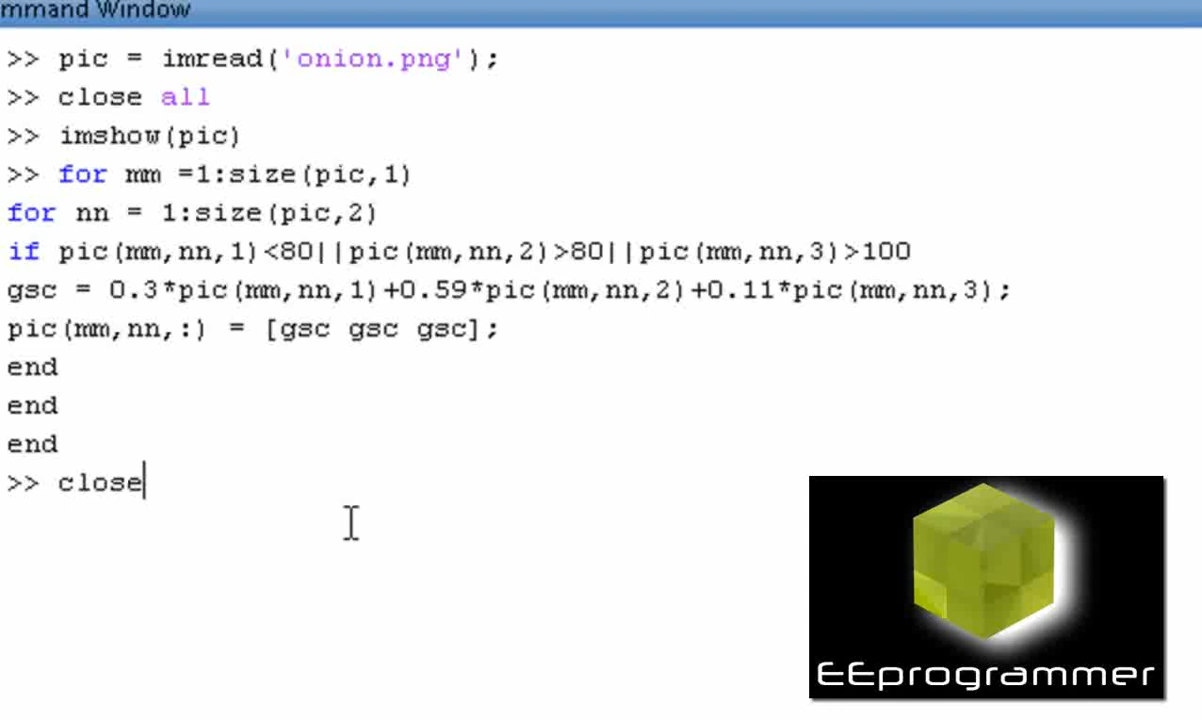 mmand Window
>> pic = imread('onion.png');
>> close all
>> imshow(pic)
>> for mm =1:size(pic,1)
for nn = 1:size(pic,2)
if pic(mm,nn,1)<80||pic(mm,nn,2)>80||pic(mm,nn,3)>100
gsc = 0.3*pic(mm,nn,1)+0.59*pic(mm,nn,2)+0.11*pic(mm,nn,3);
pic(mm,nn,:) = [gsc gsc gsc];
end
end
end
>> close
EEprogrammer